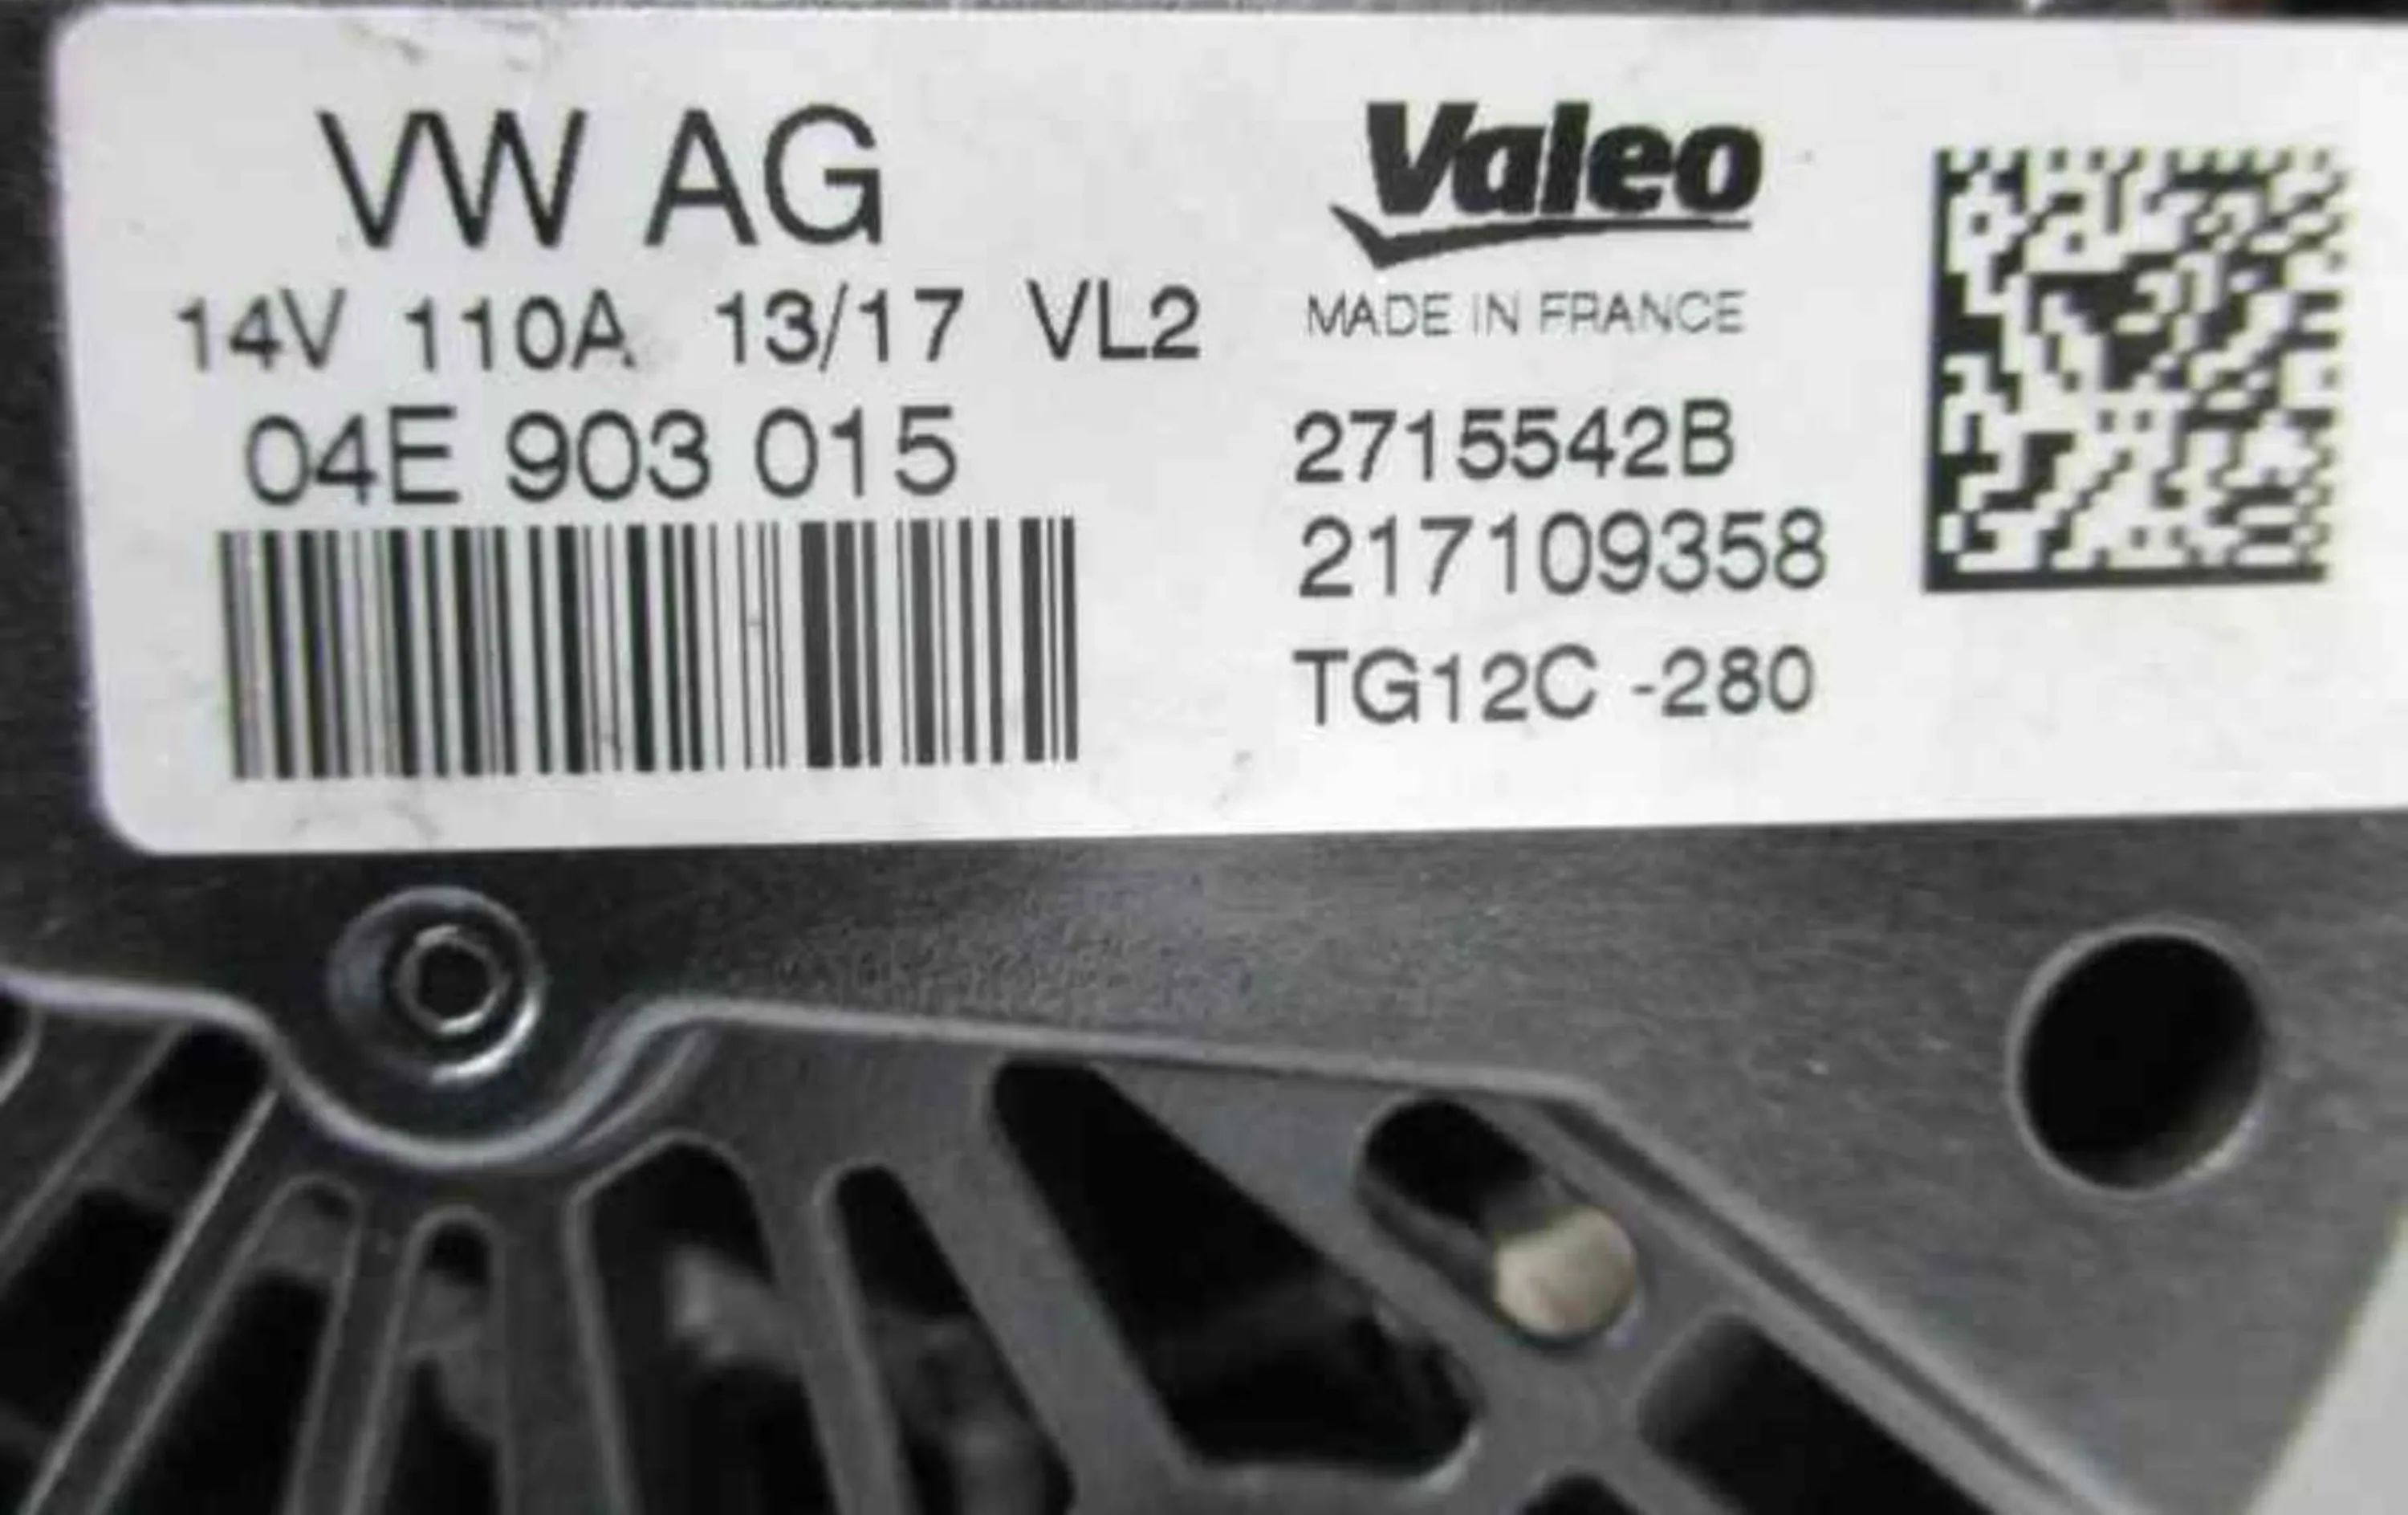 VW AG
14V 110A 13/17 VL2
04E 903 015
Valeo
MADE IN FRANCE
2715542B
217109358
TG12C -280